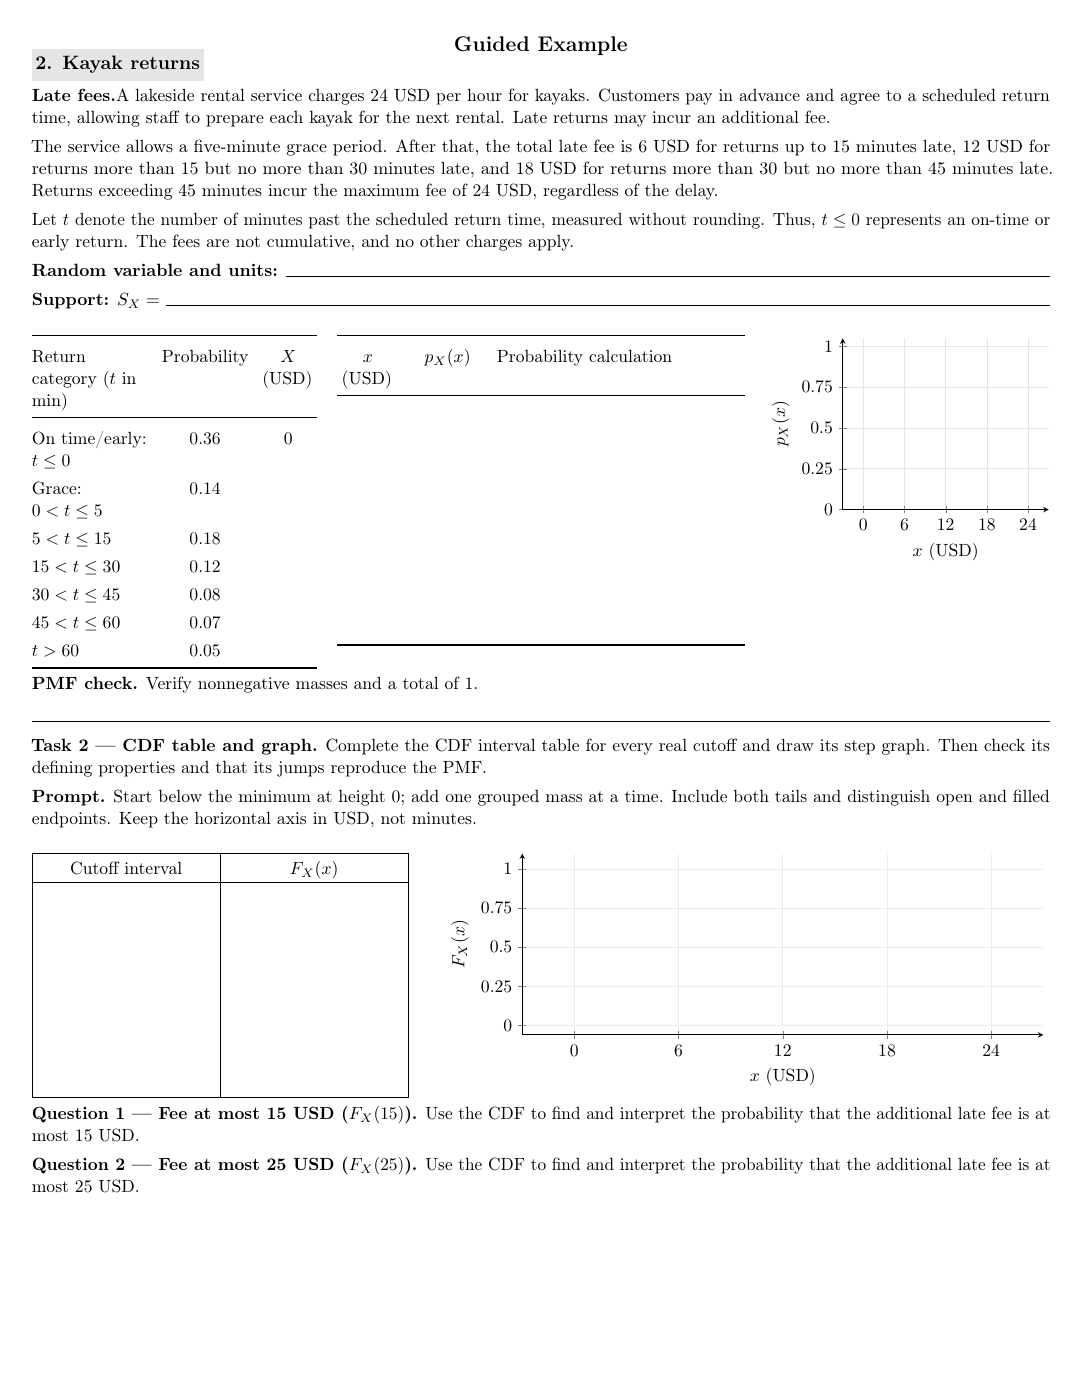 Guided Example
2. Kayak returns
Late fees.A lakeside rental service charges 24 USD per hour for kayaks. Customers pay in advance and agree to a scheduled return
time, allowing staff to prepare each kayak for the next rental. Late returns may incur an additional fee.
The service allows a five-minute grace period. After that, the total late fee is 6 USD for returns up to 15 minutes late, 12 USD for
returns more than 15 but no more than 30 minutes late, and 18 USD for returns more than 30 but no more than 45 minutes late.
Returns exceeding 45 minutes incur the maximum fee of 24 USD, regardless of the delay.
Let t denote the number of minutes past the scheduled return time, measured without rounding. Thus, t ≤ 0 represents an on-time or
early return. The fees are not cumulative, and no other charges apply.
Random variable and units:
Support: S_X =
Return Probability X
category (t in (USD)
min)
On time/early: 0.36 0
t ≤ 0
Grace: 0.14
0 < t ≤ 5
5 < t ≤ 15 0.18
15 < t ≤ 30 0.12
30 < t ≤ 45 0.08
45 < t ≤ 60 0.07
t > 60 0.05
x p_X(x) Probability calculation
(USD)
p_X(x)
1
0.75
0.5
0.25
0
0 6 12 18 24
x (USD)
PMF check. Verify nonnegative masses and a total of 1.
Task 2 — CDF table and graph. Complete the CDF interval table for every real cutoff and draw its step graph. Then check its
defining properties and that its jumps reproduce the PMF.
Prompt. Start below the minimum at height 0; add one grouped mass at a time. Include both tails and distinguish open and filled
endpoints. Keep the horizontal axis in USD, not minutes.
Cutoff interval F_X(x)
F_X(x)
1
0.75
0.5
0.25
0
0 6 12 18 24
x (USD)
Question 1 — Fee at most 15 USD (F_X(15)). Use the CDF to find and interpret the probability that the additional late fee is at
most 15 USD.
Question 2 — Fee at most 25 USD (F_X(25)). Use the CDF to find and interpret the probability that the additional late fee is at
most 25 USD.